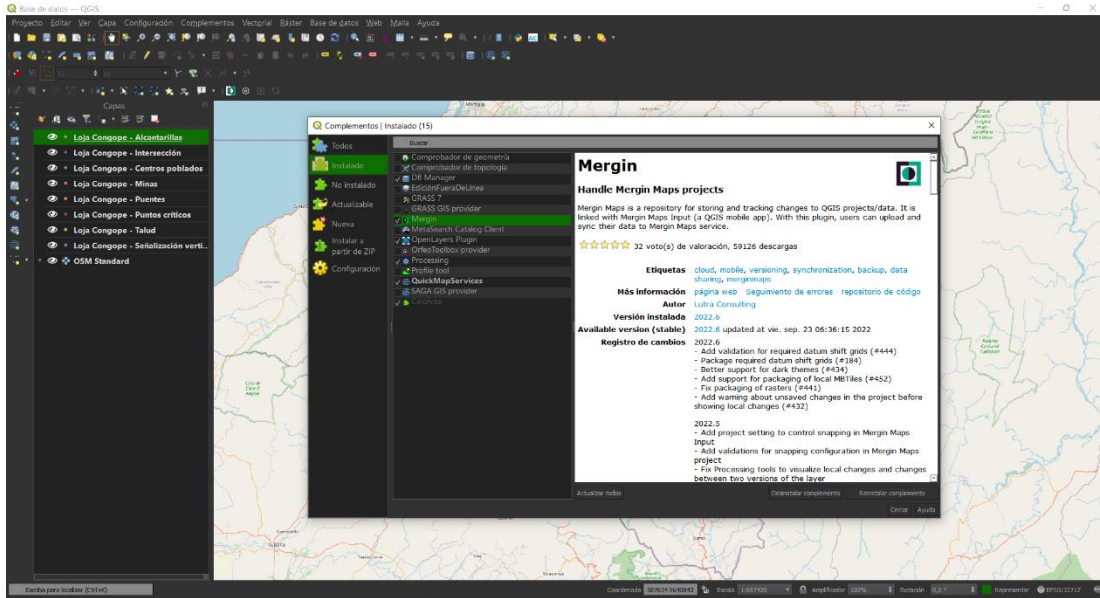 Base de datos — QGIS
Proyecto Editar Ver Capa Configuración Complementos Vectorial Ráster Base de datos Web Malla Ayuda
Capas
Loja Congope - Alcantarillas
Loja Congope - Intersección
Loja Congope - Centros poblados
Loja Congope - Minas
Loja Congope - Puentes
Loja Congope - Puntos críticos
Loja Congope - Talud
Loja Congope - Señalización verti...
OSM Standard
Complementos | Instalado (15)
Todos
Instalado
No instalado
Actualizable
Nueva
Instalar a
partir de ZIP
Configuración
Buscar...
Comprobador de geometría
Comprobador de topología
DB Manager
EdiciónFueraDeLínea
GRASS 7
GRASS GIS provider
Mergin
MetaSearch Catalog Client
OpenLayers Plugin
OrfeoToolbox provider
Processing
Profile tool
QuickMapServices
SAGA GIS provider
Mergin
Handle Mergin Maps projects
Mergin Maps is a repository for storing and tracking changes to QGIS projects/data. It is
linked with Mergin Maps Input (a QGIS mobile app). With this plugin, users can upload and
sync their data to Mergin Maps service.
32 voto(s) de valoración, 59126 descargas
Etiquetas cloud, mobile, versioning, synchronization, backup, data
sharing, merginmaps
Más información página web Seguimiento de errores repositorio de código
Autor Lutra Consulting
Versión instalada 2022.6
Available version (stable) 2022.6 updated at vie. sep. 23 06:36:15 2022
Registro de cambios 2022.6
- Add validation for required datum shift grids (#444)
- Package required datum shift grids (#184)
- Better support for dark themes (#434)
- Add support for packaging of local MBTiles (#452)
- Fix packaging of rasters (#441)
- Add warning about unsaved changes in the project before
showing local changes (#432)
2022.5
- Add project setting to control snapping in Mergin Maps
Input
- Add validations for snapping configuration in Mergin Maps
project
- Fix Processing tools to visualize local changes and changes
between two versions of the layer
Actualizar todos Desinstalar complemento Reinstalar complemento
Cerrar Ayuda
Escriba para localizar (Ctrl+K)
Coordenada Escala Amplificador 100% Rotación 0,0 ° Representar EPSG:32717